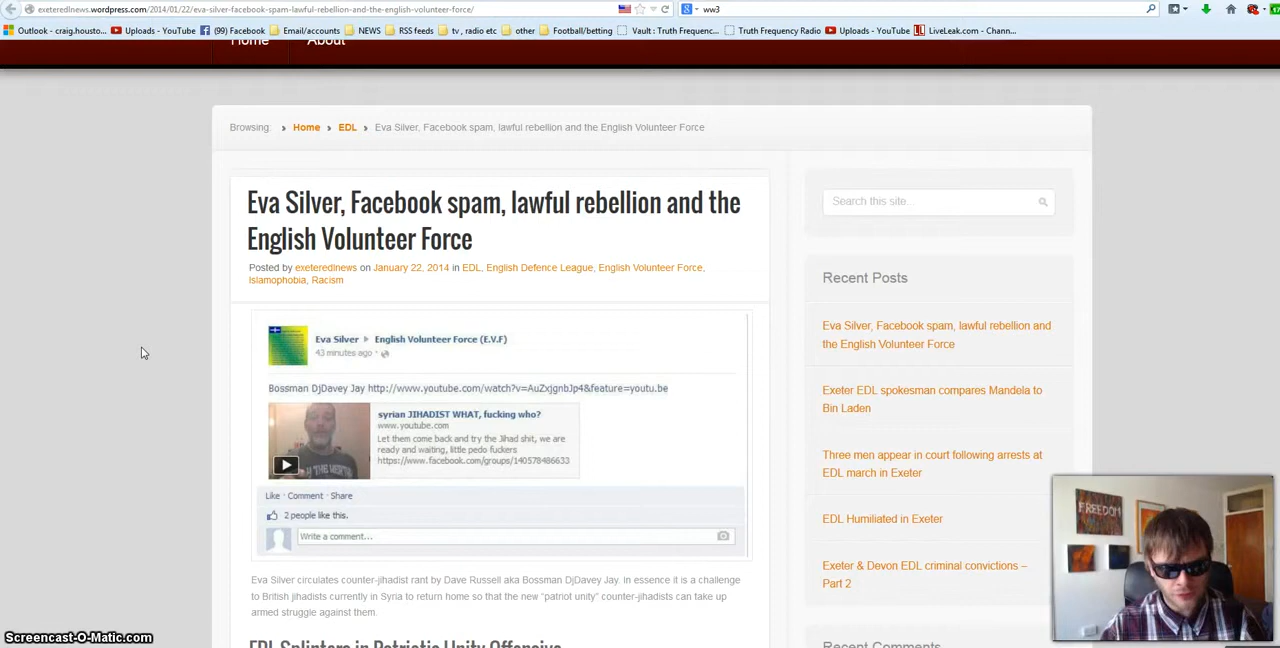 exeterednews.wordpress.com/2014/01/22/eva-silver-facebook-spam-lawful-rebellion-and-the-english-volunteer-force/
ww3
Outlook - craig.housto...
Uploads - YouTube
(99) Facebook
Email/accounts
NEWS
RSS feeds
tv , radio etc
other
Football/betting
Vault : Truth Frequenc...
Truth Frequency Radio
Uploads - YouTube
LiveLeak.com - Chann...
Home
About
Browsing:
Home
EDL
Eva Silver, Facebook spam, lawful rebellion and the English Volunteer Force
Eva Silver, Facebook spam, lawful rebellion and the
English Volunteer Force
Posted by exeteredlnews on January 22, 2014 in EDL, English Defence League, English Volunteer Force,
Islamophobia, Racism
Eva Silver
English Volunteer Force (E.V.F)
43 minutes ago
Bossman DjDavey Jay http://www.youtube.com/watch?v=AuZxjgnbJp4&feature=youtu.be
syrian JIHADIST WHAT, fucking who?
www.youtube.com
Let them come back and try the Jihad shit, we are
ready and waiting, little pedo fuckers
https://www.facebook.com/groups/140578486633
Like · Comment · Share
2 people like this.
Write a comment...
Eva Silver circulates counter-jihadist rant by Dave Russell aka Bossman DjDavey Jay. In essence it is a challenge
to British jihadists currently in Syria to return home so that the new “patriot unity” counter-jihadists can take up
armed struggle against them.
EDL Splinters in Patriotic Unity Offensive
Search this site...
Recent Posts
Eva Silver, Facebook spam, lawful rebellion and
the English Volunteer Force
Exeter EDL spokesman compares Mandela to
Bin Laden
Three men appear in court following arrests at
EDL march in Exeter
EDL Humiliated in Exeter
Exeter & Devon EDL criminal convictions –
Part 2
Recent Comments
FREEDOM
Screencast-O-Matic.com